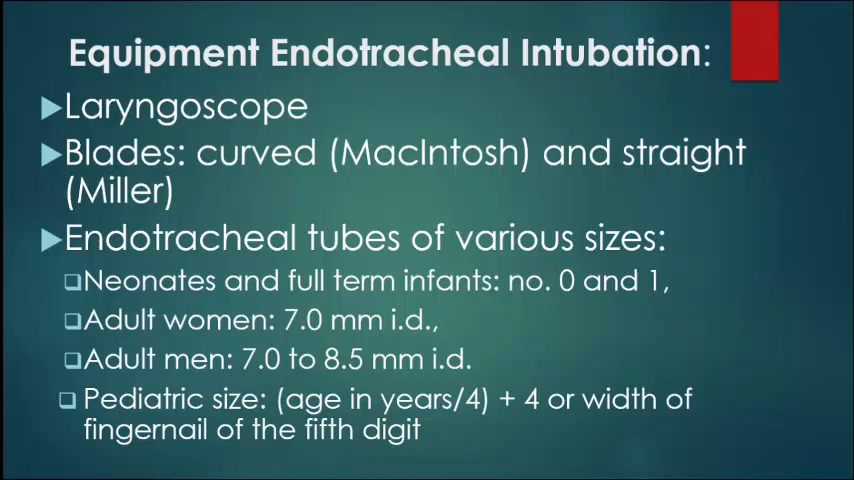 Equipment Endotracheal Intubation:
Laryngoscope
Blades: curved (MacIntosh) and straight
(Miller)
Endotracheal tubes of various sizes:
Neonates and full term infants: no. 0 and 1,
Adult women: 7.0 mm i.d.,
Adult men: 7.0 to 8.5 mm i.d.
Pediatric size: (age in years/4) + 4 or width of
fingernail of the fifth digit